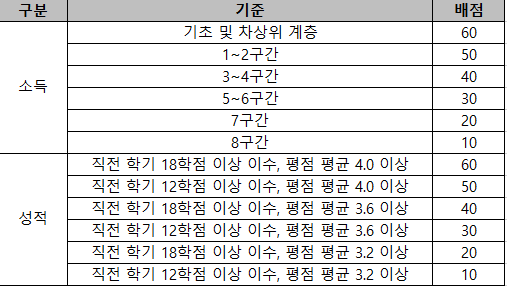 구분 기준 배점
소득
기초 및 차상위 계층 60
1~2구간 50
3~4구간 40
5~6구간 30
7구간 20
8구간 10
성적
직전 학기 18학점 이상 이수, 평점 평균 4.0 이상 60
직전 학기 12학점 이상 이수, 평점 평균 4.0 이상 50
직전 학기 18학점 이상 이수, 평점 평균 3.6 이상 40
직전 학기 12학점 이상 이수, 평점 평균 3.6 이상 30
직전 학기 18학점 이상 이수, 평점 평균 3.2 이상 20
직전 학기 12학점 이상 이수, 평점 평균 3.2 이상 10